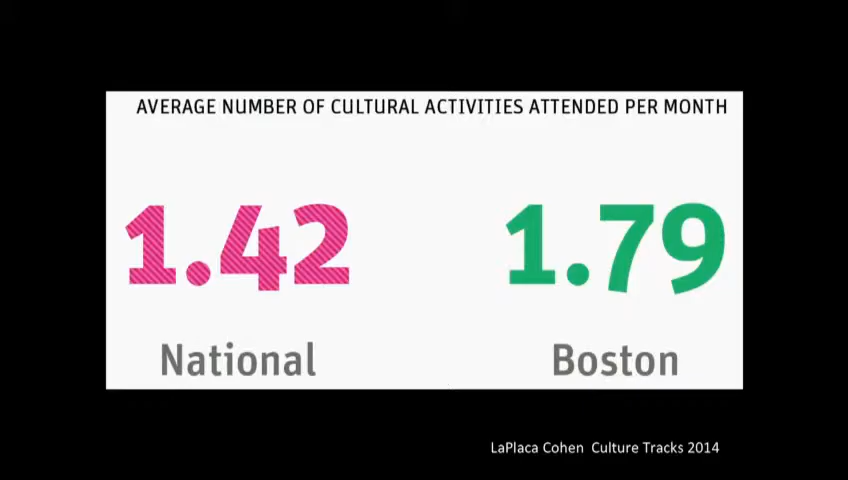 AVERAGE NUMBER OF CULTURAL ACTIVITIES ATTENDED PER MONTH
1.42 1.79
National Boston
LaPlaca Cohen Culture Tracks 2014